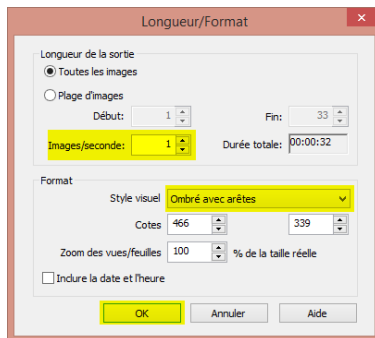 Longueur/Format
Longueur de la sortie
Toutes les images
Plage d'images
Début: 1 Fin: 33
Images/seconde: 1 Durée totale: 00:00:32
Format
Style visuel Ombré avec arêtes
Cotes 466 339
Zoom des vues/feuilles 100 % de la taille réelle
Inclure la date et l'heure
OK Annuler Aide